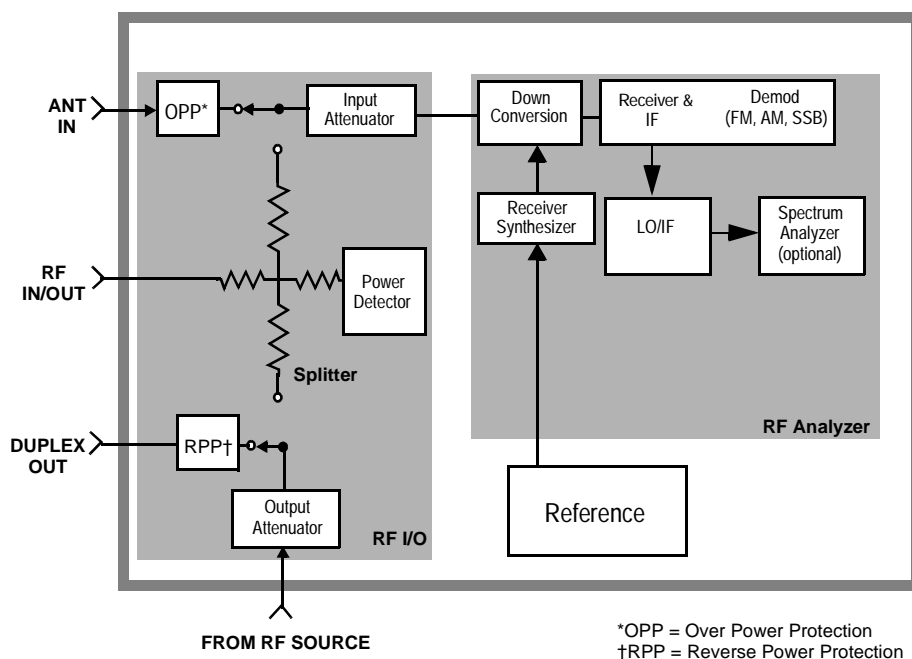 ANT
IN
OPP*
Input
Attenuator
Down
Conversion
Receiver &
IF
Demod
(FM, AM, SSB)
Receiver
Synthesizer
LO/IF
Spectrum
Analyzer
(optional)
RF
IN/OUT
Power
Detector
Splitter
DUPLEX
OUT
RPP†
RF Analyzer
Output
Attenuator
RF I/O
Reference
FROM RF SOURCE
*OPP = Over Power Protection
†RPP = Reverse Power Protection